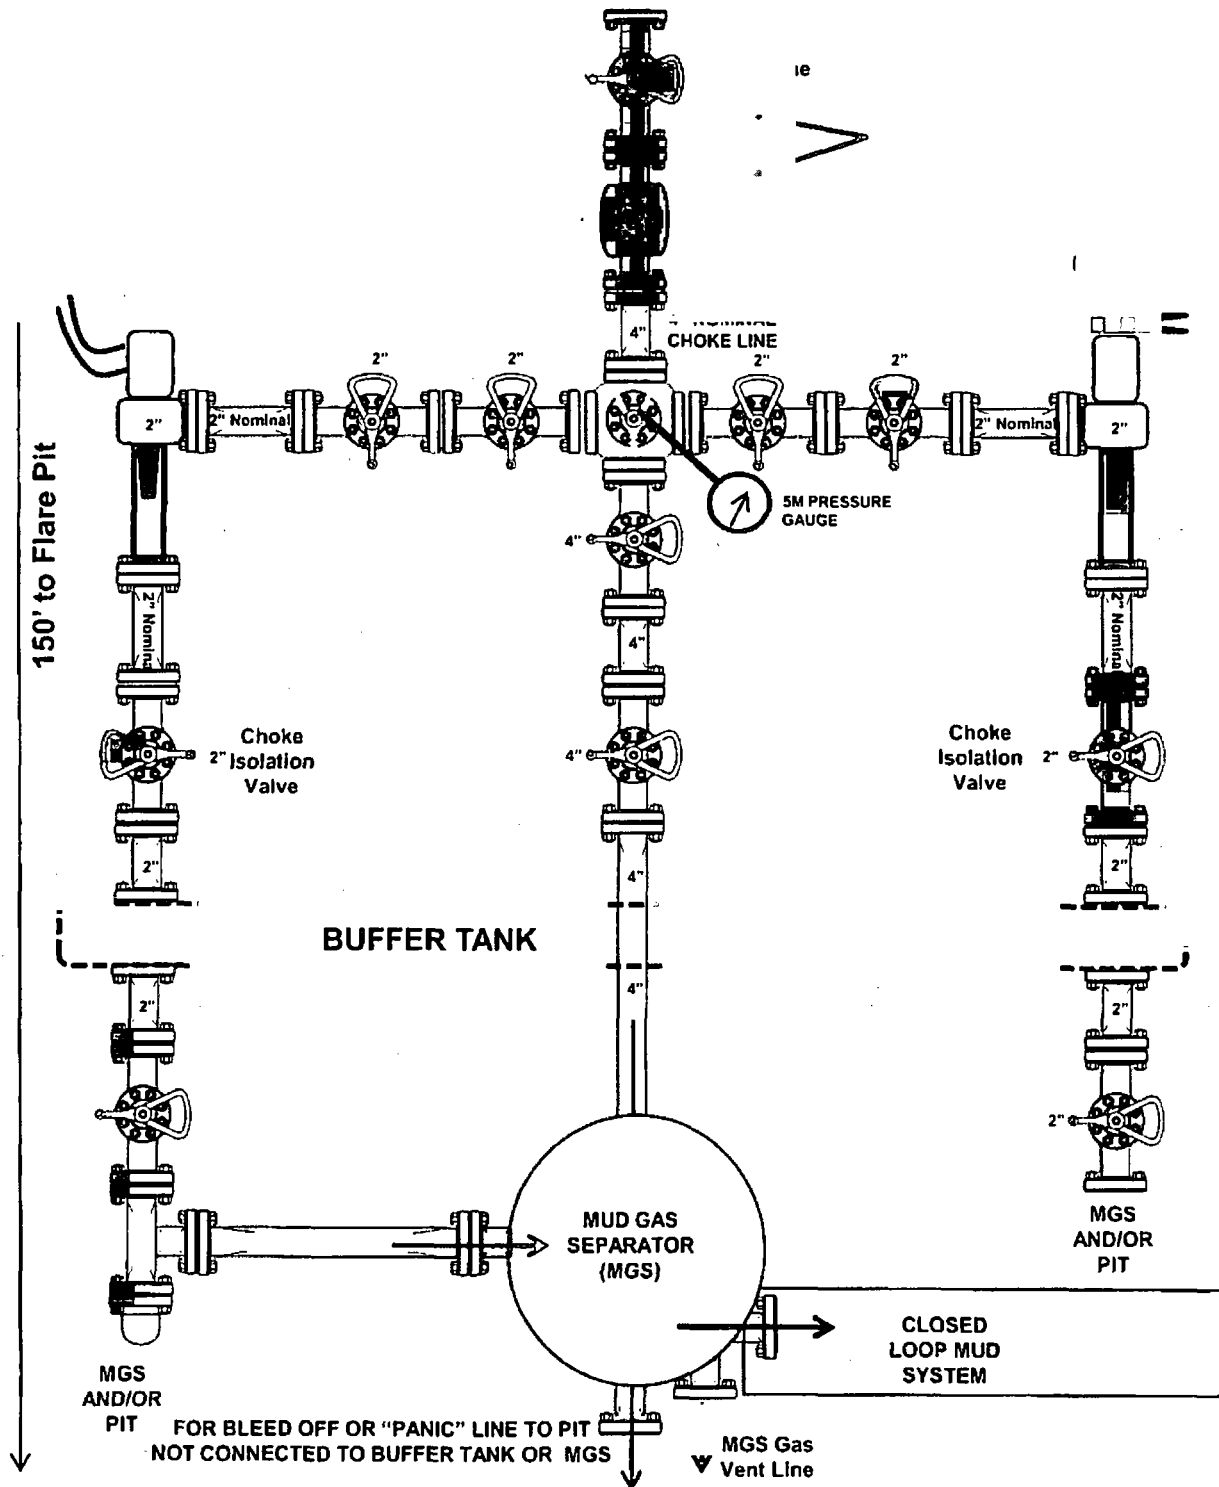 4"
NOMINAL
CHOKE LINE
2"
2"
2"
2"
2"
2" Nominal
2" Nominal
2"
5M PRESSURE
GAUGE
4"
150' to Flare Pit
2" Nominal
4"
2" Nominal
Choke
2" Isolation
Valve
4"
Choke
Isolation
Valve
2"
2"
4"
2"
BUFFER TANK
2"
4"
2"
2"
MUD GAS
SEPARATOR
(MGS)
MGS
AND/OR
PIT
CLOSED
LOOP MUD
SYSTEM
MGS
AND/OR
PIT
FOR BLEED OFF OR "PANIC" LINE TO PIT
NOT CONNECTED TO BUFFER TANK OR MGS
MGS Gas
Vent Line